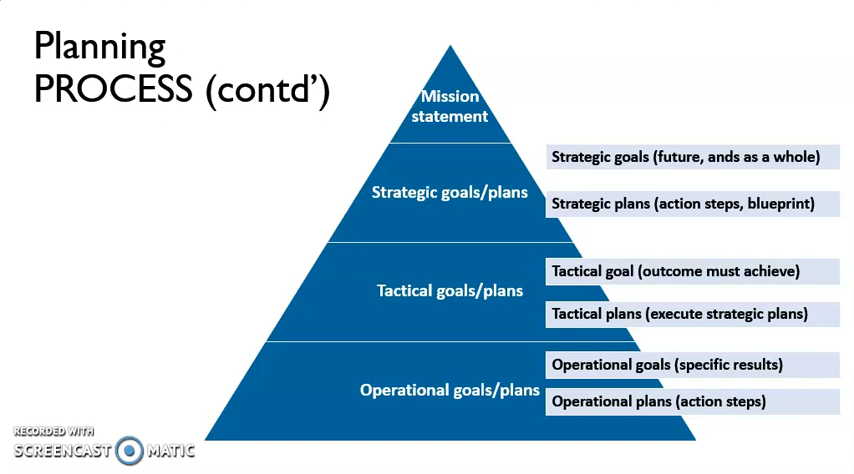 Planning
PROCESS (contd’)
Mission
statement
Strategic goals (future, ands as a whole)
Strategic goals/plans
Strategic plans (action steps, blueprint)
Tactical goal (outcome must achieve)
Tactical goals/plans
Tactical plans (execute strategic plans)
Operational goals (specific results)
Operational goals/plans
Operational plans (action steps)
RECORDED WITH
SCREENCAST MATIC